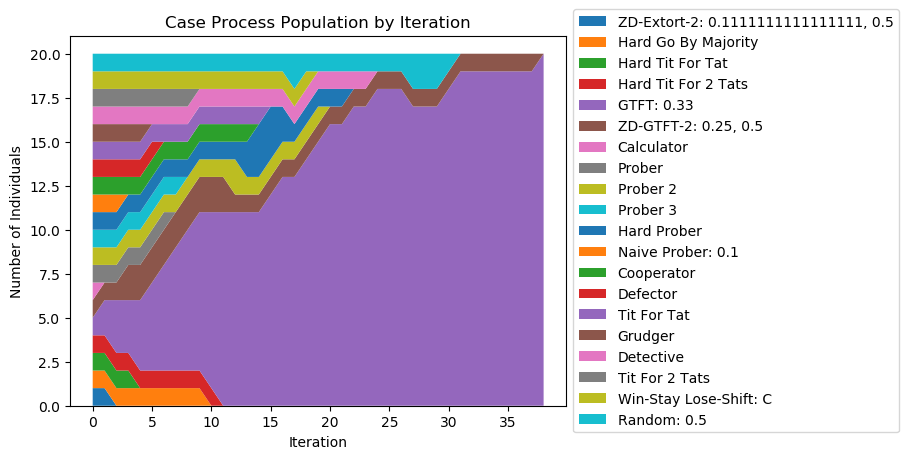 Case Process Population by Iteration
Number of Individuals
20.0
17.5
15.0
12.5
10.0
7.5
5.0
2.5
0.0
0 5 10 15 20 25 30 35
Iteration
ZD-Extort-2: 0.1111111111111111, 0.5
Hard Go By Majority
Hard Tit For Tat
Hard Tit For 2 Tats
GTFT: 0.33
ZD-GTFT-2: 0.25, 0.5
Calculator
Prober
Prober 2
Prober 3
Hard Prober
Naive Prober: 0.1
Cooperator
Defector
Tit For Tat
Grudger
Detective
Tit For 2 Tats
Win-Stay Lose-Shift: C
Random: 0.5